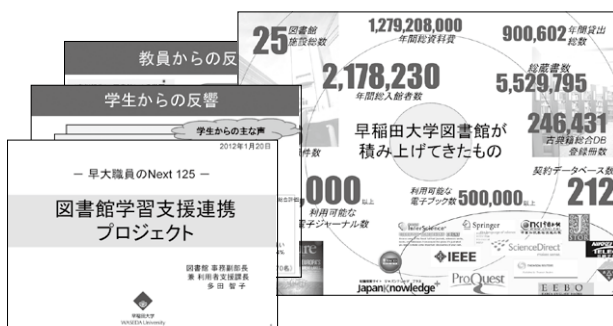 教員からの反
学生からの反響
学生からの主な声
2012年1月20日
― 早大職員のNext 125 ―
図書館学習支援連携
プロジェクト
図書館 事務副部長
兼 利用者支援課長
多田 智子
早稲田大学
WASEDA University
25 図書館
施設総数
1,279,208,000
年間総資料費
900,602 年間貸出
総数
2,178,230
年間総入館者数
総蔵書数
5,529,795
早稲田大学図書館が
積み上げてきたもの
246,431
古典籍総合DB
登録冊数
件数
契約データベース数
212
,000 以上
利用可能な
電子ジャーナル数
利用可能な
電子ブック数 500,000 以上
Springer
ScienceDirect
IEEE
ProQuest
JapanKnowledge
EEBO